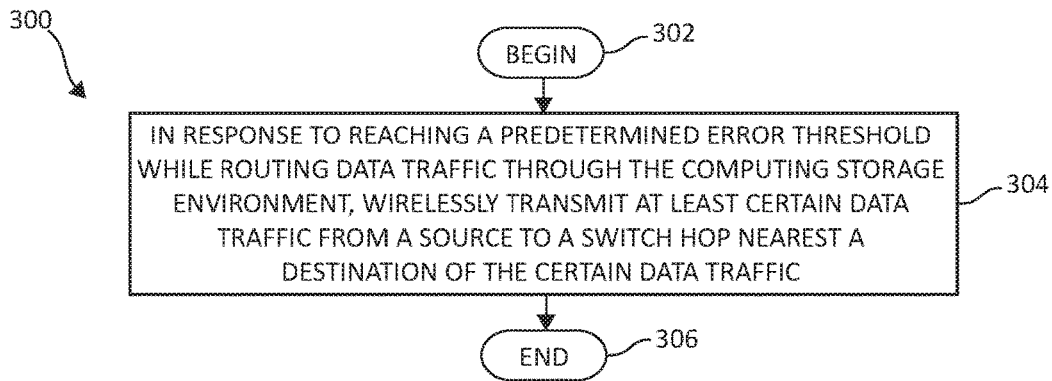 300
BEGIN
302
IN RESPONSE TO REACHING A PREDETERMINED ERROR THRESHOLD
WHILE ROUTING DATA TRAFFIC THROUGH THE COMPUTING STORAGE
ENVIRONMENT, WIRELESSLY TRANSMIT AT LEAST CERTAIN DATA
TRAFFIC FROM A SOURCE TO A SWITCH HOP NEAREST A
DESTINATION OF THE CERTAIN DATA TRAFFIC
304
END
306